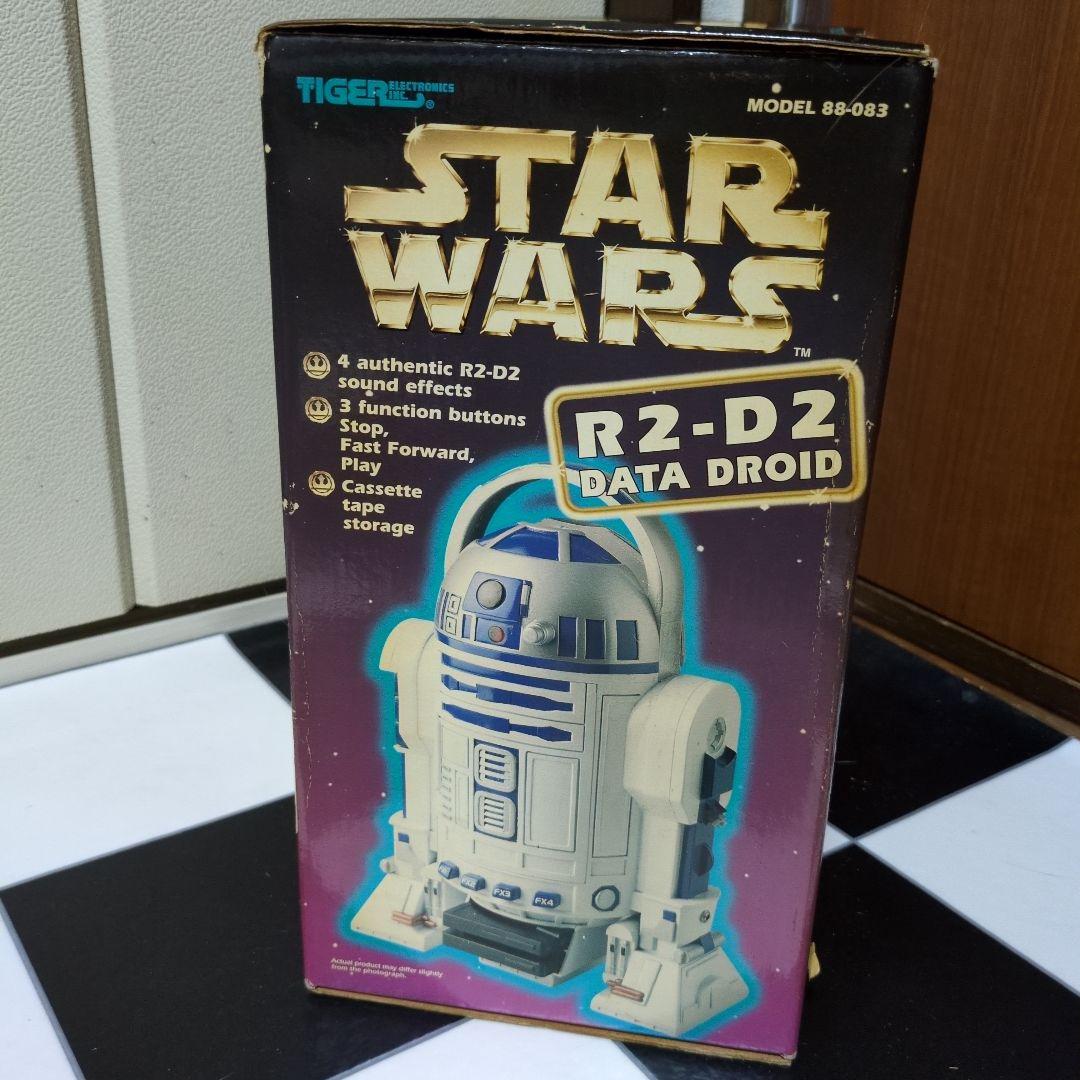 TIGER ELECTRONICS INC.®
MODEL 88-083
STAR
WARS
TM
4 authentic R2-D2
sound effects
3 function buttons
Stop,
Fast Forward,
Play
Cassette
tape
storage
R2-D2
DATA DROID
FX2
FX3
FX4
Actual product may differ slightly
from the photograph.